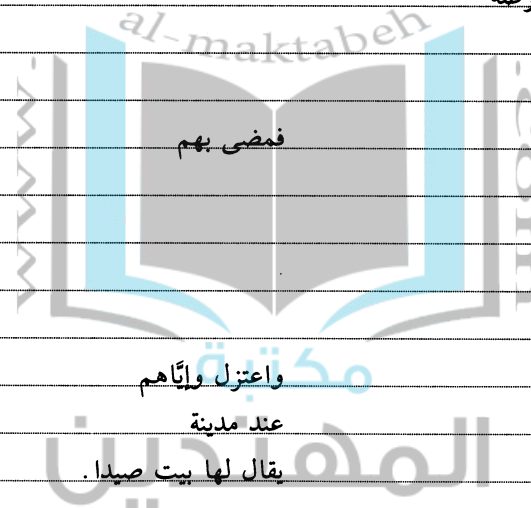 al-maktabeh
فمضى بهم
مكتبة
واعتزل وإيَّاهم
عند مدينة
المهتدين
يقال لها بيت صيدا.